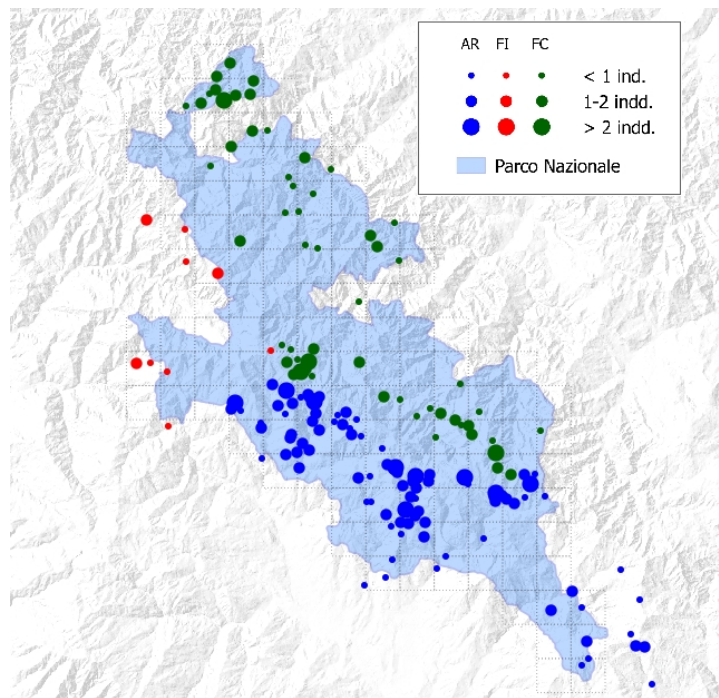 AR FI FC
< 1 ind.
1-2 indd.
> 2 indd.
Parco Nazionale